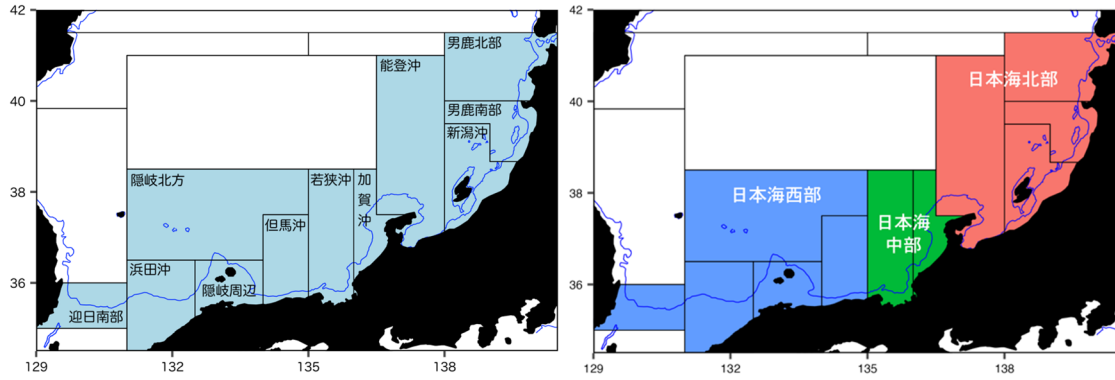 42
40
38
36
129
132
135
138
男鹿北部
能登沖
男鹿南部
新潟沖
隠岐北方
若狭沖
加賀沖
但馬沖
浜田沖
隠岐周辺
迎日南部
42
40
38
36
129
132
135
138
日本海北部
日本海西部
日本海
中部